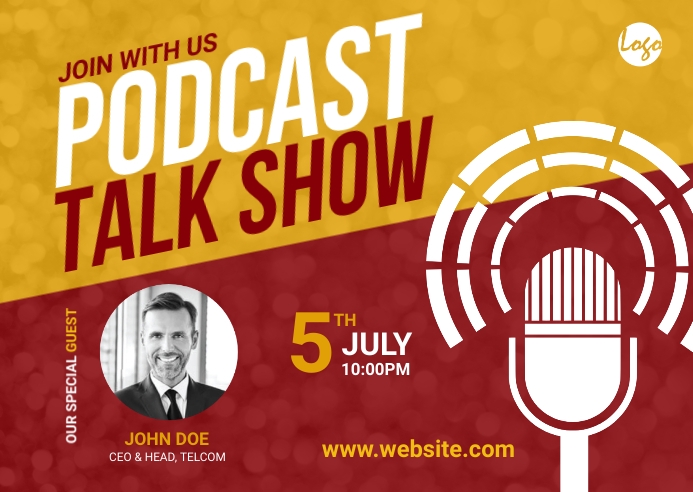 JOIN WITH US
PODCAST
TALK SHOW
Logo
OUR SPECIAL GUEST
JOHN DOE
CEO & HEAD, TELCOM
5TH
JULY
10:00PM
www.website.com